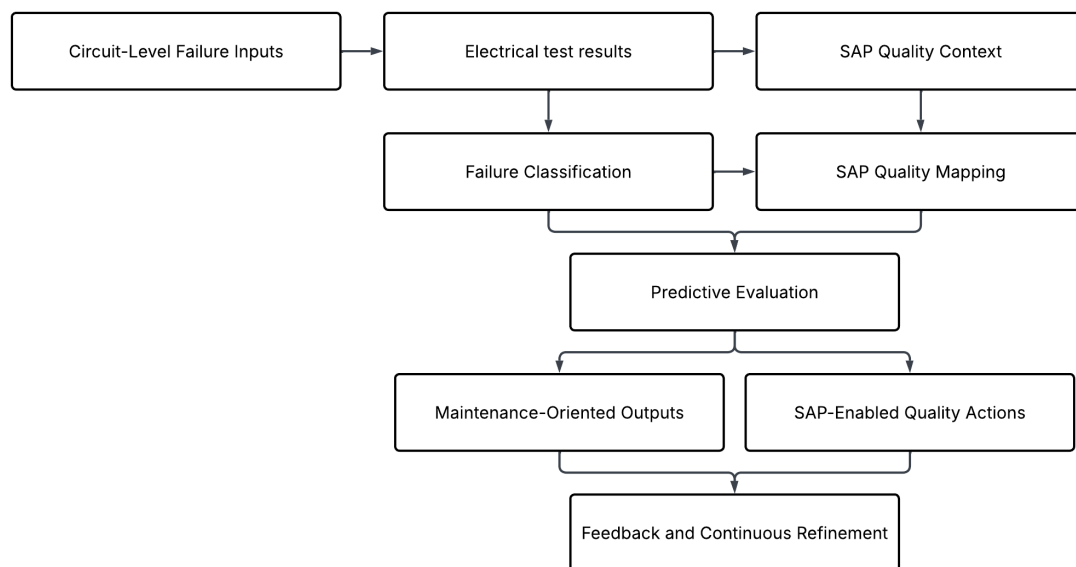 Circuit-Level Failure Inputs
Electrical test results
SAP Quality Context
Failure Classification
SAP Quality Mapping
Predictive Evaluation
Maintenance-Oriented Outputs
SAP-Enabled Quality Actions
Feedback and Continuous Refinement